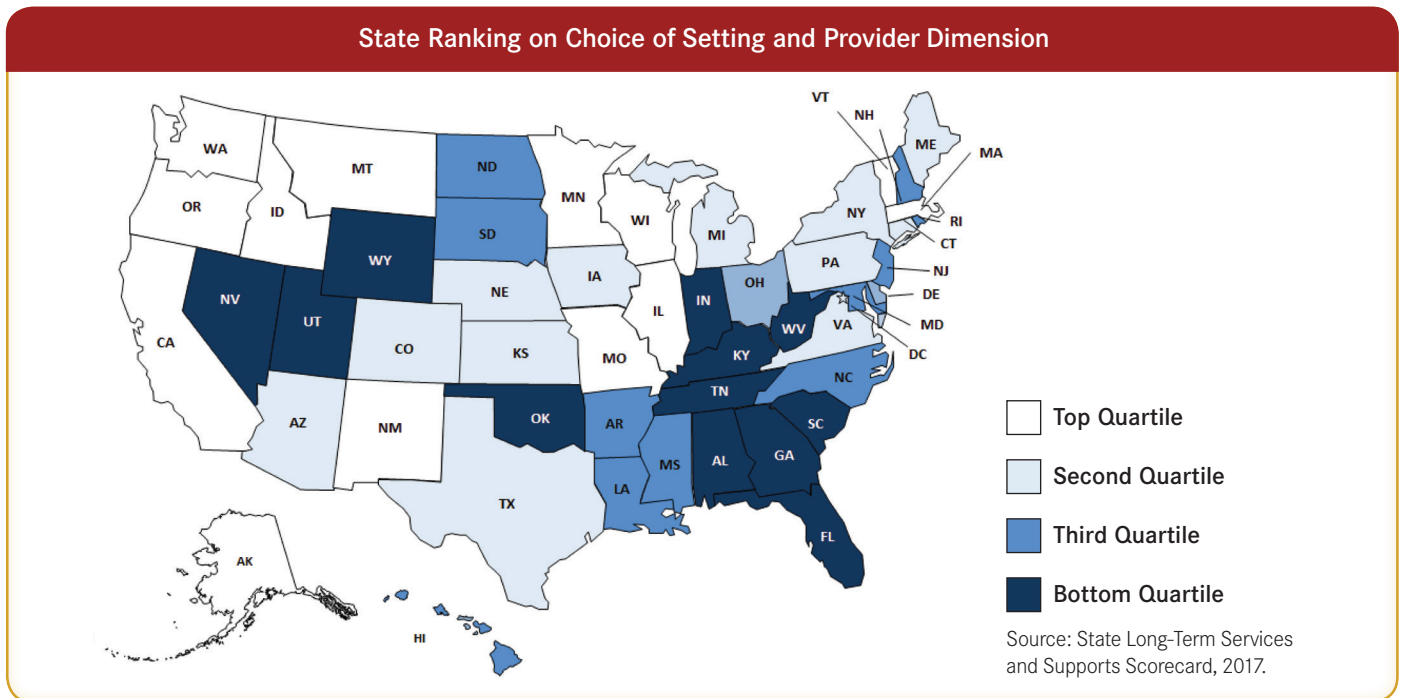 State Ranking on Choice of Setting and Provider Dimension
VT
NH
ME
MA
WA
MT
ND
MN
OR
ID
WI
NY
SD
MI
RI
CT
WY
IA
PA
NJ
NE
OH
NV
IN
DE
UT
IL
WV
VA
MD
CA
CO
KS
MO
KY
DC
NC
TN
AZ
NM
OK
AR
SC
MS
AL
GA
LA
TX
FL
AK
HI
Top Quartile
Second Quartile
Third Quartile
Bottom Quartile
Source: State Long-Term Services
and Supports Scorecard, 2017.